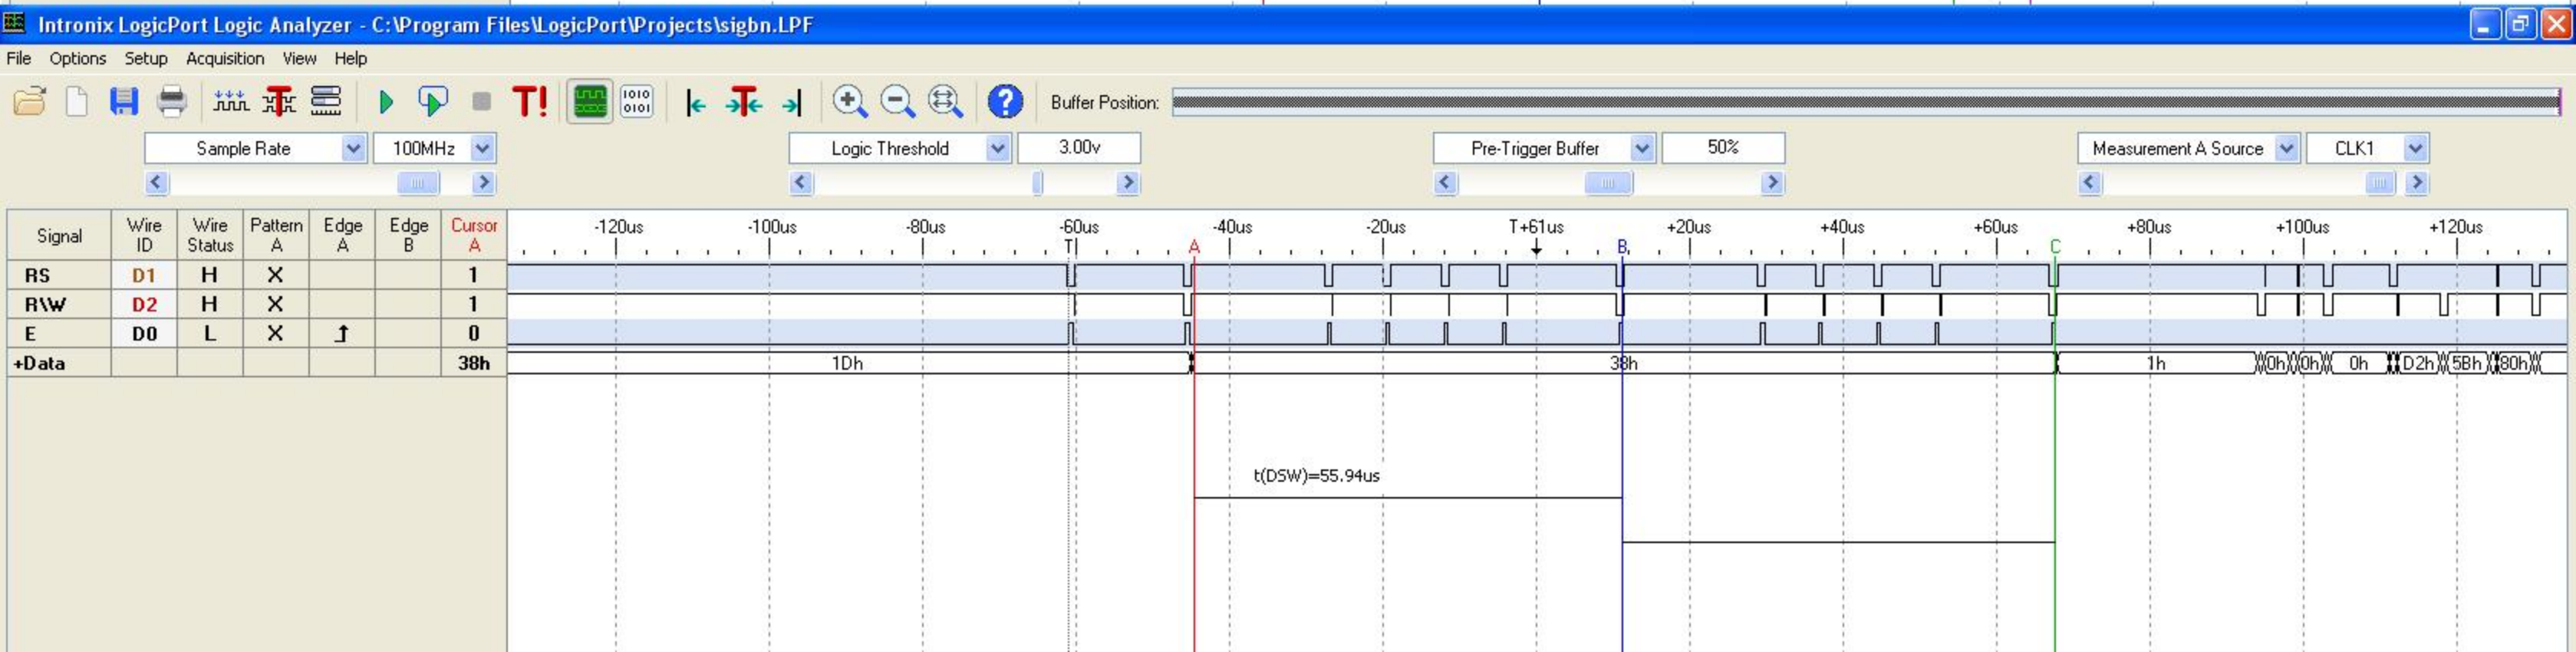 Intronix LogicPort Logic Analyzer - C:\Program Files\LogicPort\Projects\sigbn.LPF
File Options Setup Acquisition View Help
T! 1010 0101 ? Buffer Position:
Sample Rate 100MHz Logic Threshold 3.00v Pre-Trigger Buffer 50% Measurement A Source CLK1
Signal Wire ID Wire Status Pattern A Edge A Edge B Cursor A
-120us -100us -80us -60us -40us -20us T+61us +20us +40us +60us +80us +100us +120us
T A B C
RS D1 H X 1
R\W D2 H X 1
E D0 L X 0
+Data 38h 1Dh 38h 1h 0h 0h 0h D2h 5Bh 80h
t(DSW)=55.94us